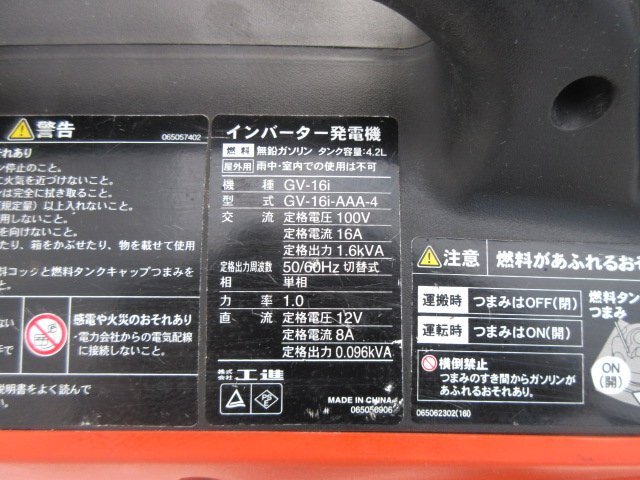 警告
065057402
それあり
ン停止のこと。
に火気を近づけないこと。
は完全に拭き取ること。
(規定量)以上入れないこと。
用しないこと。
を向けないこと。
たり、箱をかぶせたり、物を載せて使用
料コックと燃料タンクキャップつまみを
感電や火災のおそれあり
・電力会社からの電気配線
に接続しないこと。
説明書をよく読んで
インバーター発電機
燃料 無鉛ガソリン タンク容量:4.2L
屋外用 雨中・室内での使用は不可
機種 GV-16i
型式 GV-16i-AAA-4
交流 定格電圧 100V
定格電流 16A
定格出力 1.6kVA
定格出力周波数 50/60Hz 切替式
相 単相
力率 1.0
直流 定格電圧 12V
定格電流 8A
定格出力 0.096kVA
株式会社 工進
PSE
MADE IN CHINA
065056906
注意 燃料があふれるおそ
運搬時 つまみはOFF(閉)
運転時 つまみはON(開)
燃料タン
つまみ
ON
(開)
横倒禁止
つまみのすき間からガソリンが
あふれるおそれあり。
065062302(16)